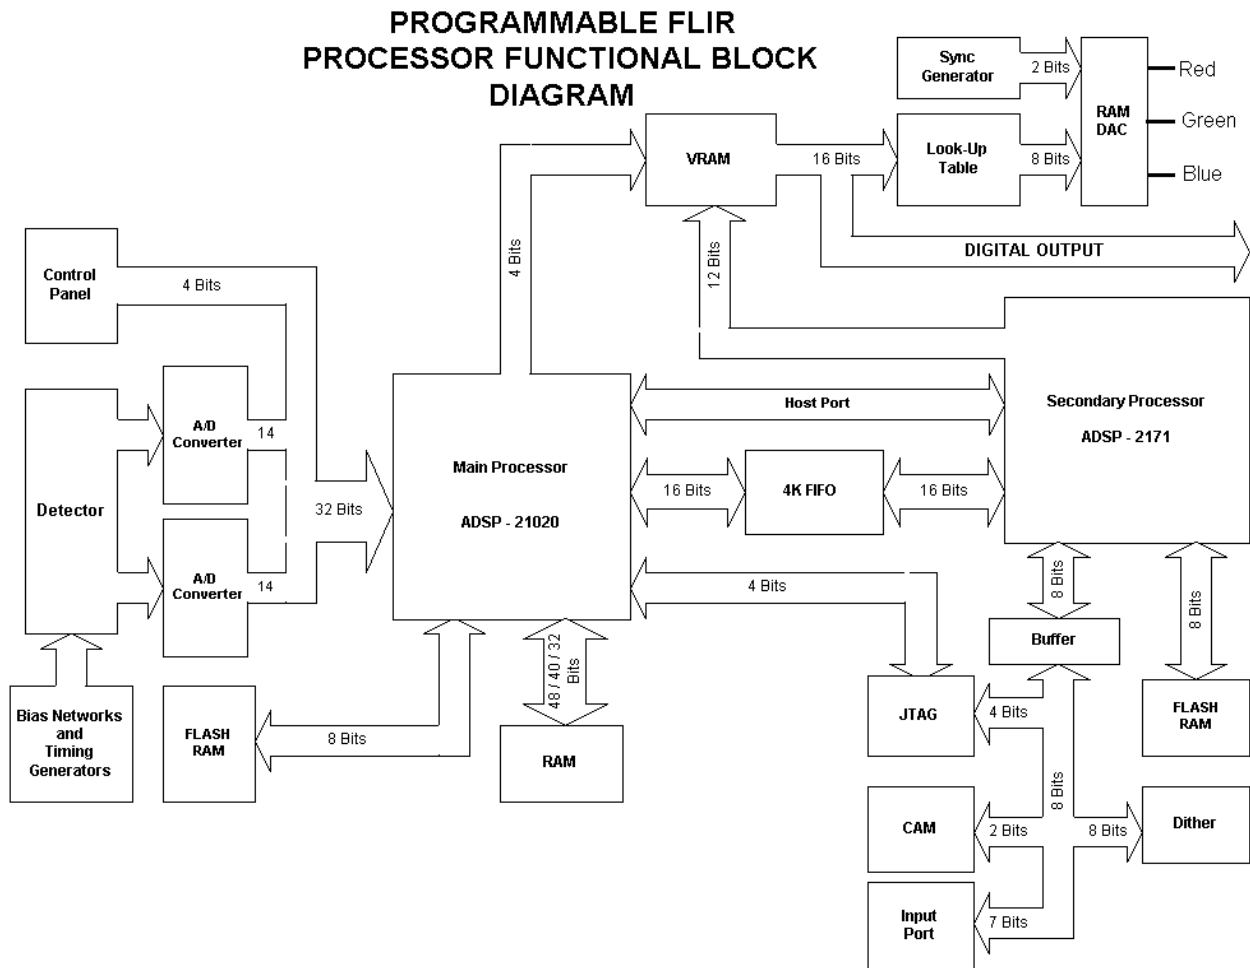 PROGRAMMABLE FLIR
PROCESSOR FUNCTIONAL BLOCK
DIAGRAM
Sync
Generator
2 Bits
RAM
DAC
Red
Green
Blue
VRAM
16 Bits
Look-Up
Table
8 Bits
DIGITAL OUTPUT
4 Bits
12 Bits
Control
Panel
4 Bits
Detector
A/D
Converter
14
A/D
Converter
14
32 Bits
Main Processor
ADSP - 21020
Host Port
16 Bits
4K FIFO
16 Bits
Secondary Processor
ADSP - 2171
4 Bits
8 Bits
8 Bits
Buffer
Bias Networks
and
Timing
Generators
FLASH
RAM
8 Bits
48 / 40 / 32
Bits
RAM
JTAG
4 Bits
FLASH
RAM
8 Bits
CAM
2 Bits
8 Bits
Dither
Input
Port
7 Bits